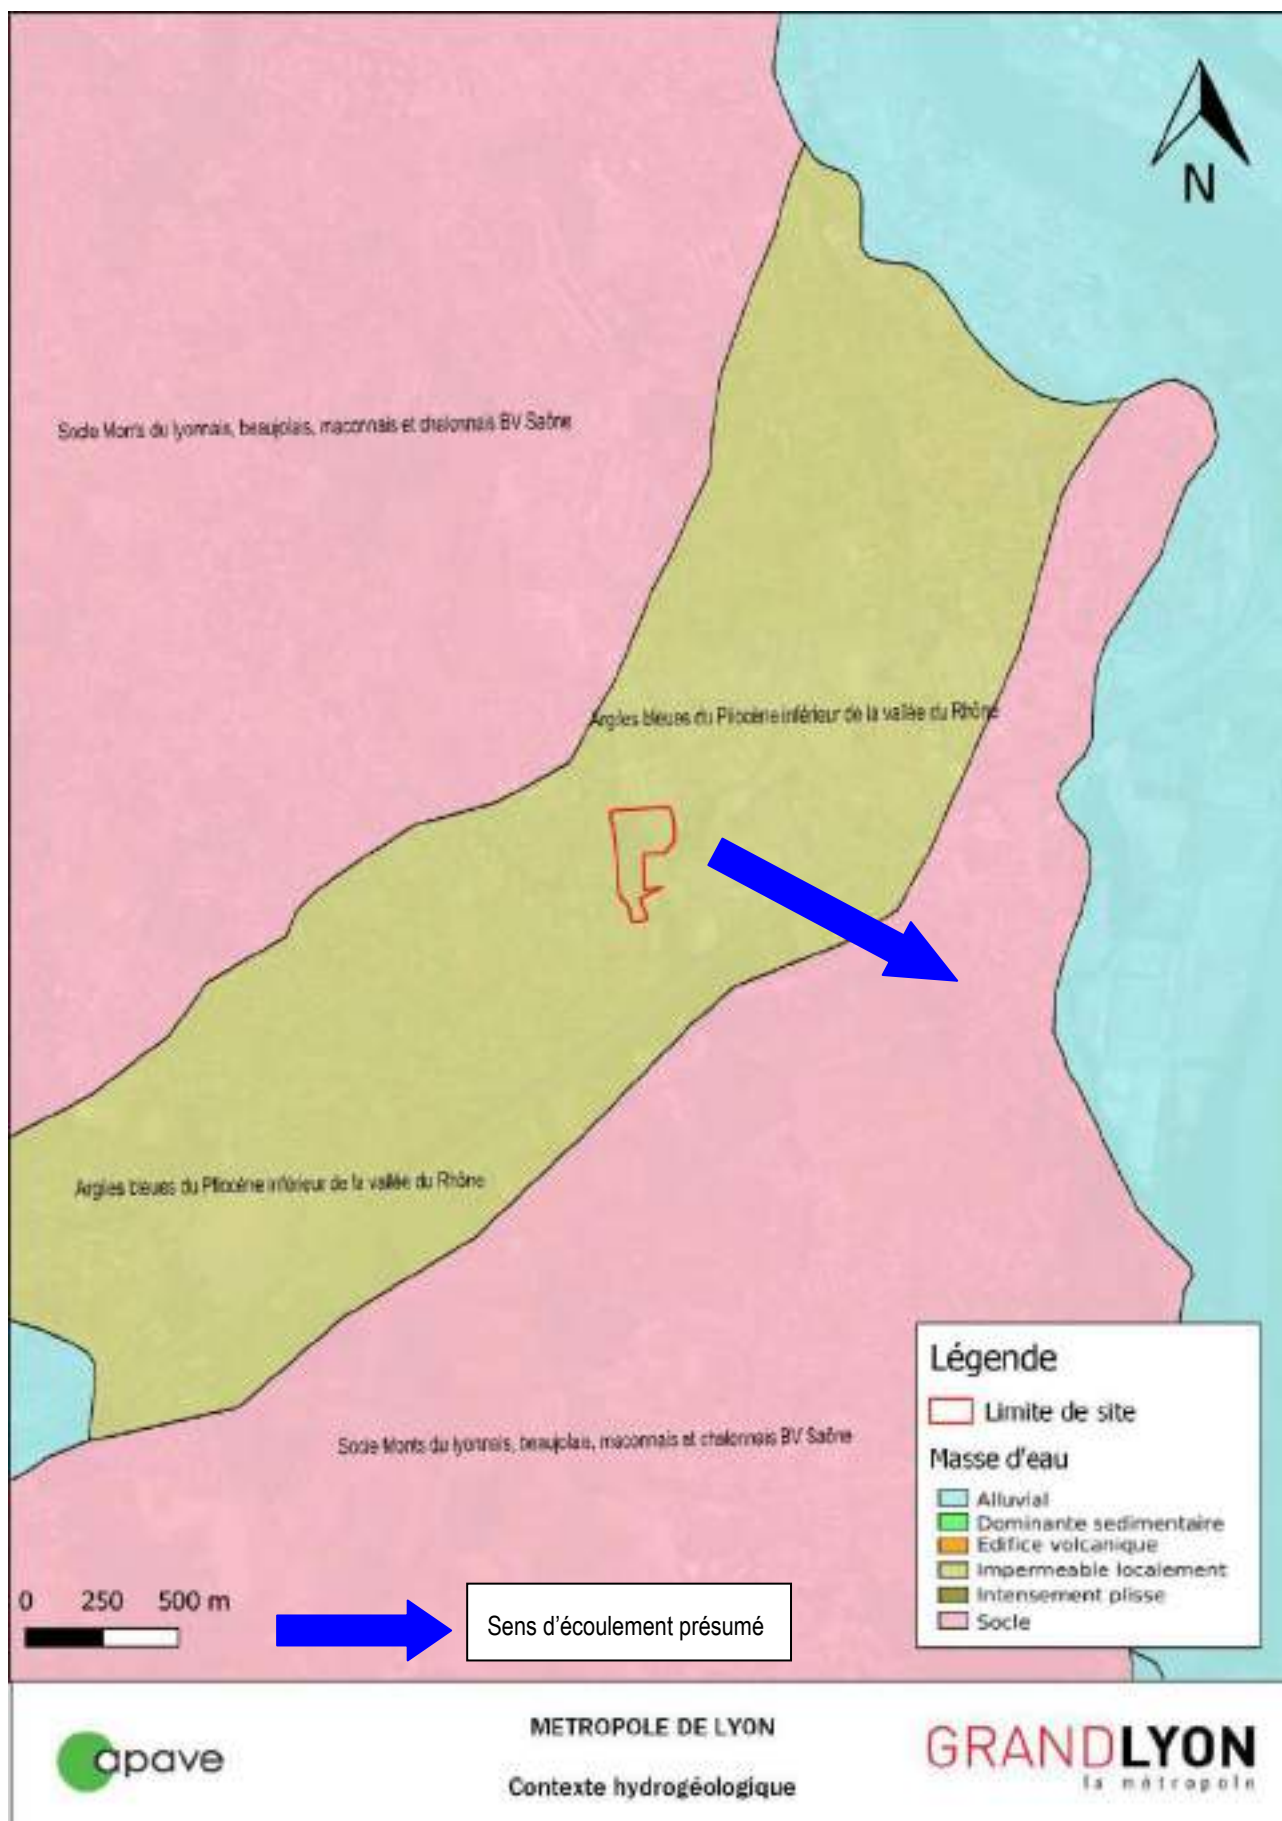 N
Socle Monts du lyonnais, beaujolais, maconnais et chalonnais BV Saône
Argiles bleues du Pliocène inférieur de la vallée du Rhône
Argiles bleues du Pliocène inférieur de la vallée du Rhône
Socle Monts du lyonnais, beaujolais, maconnais et chalonnais BV Saône
Légende
Limite de site
Masse d'eau
Alluvial
Dominante sedimentaire
Edifice volcanique
Impermeable localement
Intensement plisse
Socle
0 250 500 m
Sens d'écoulement présumé
apave
METROPOLE DE LYON
Contexte hydrogéologique
GRANDLYON
la métropole